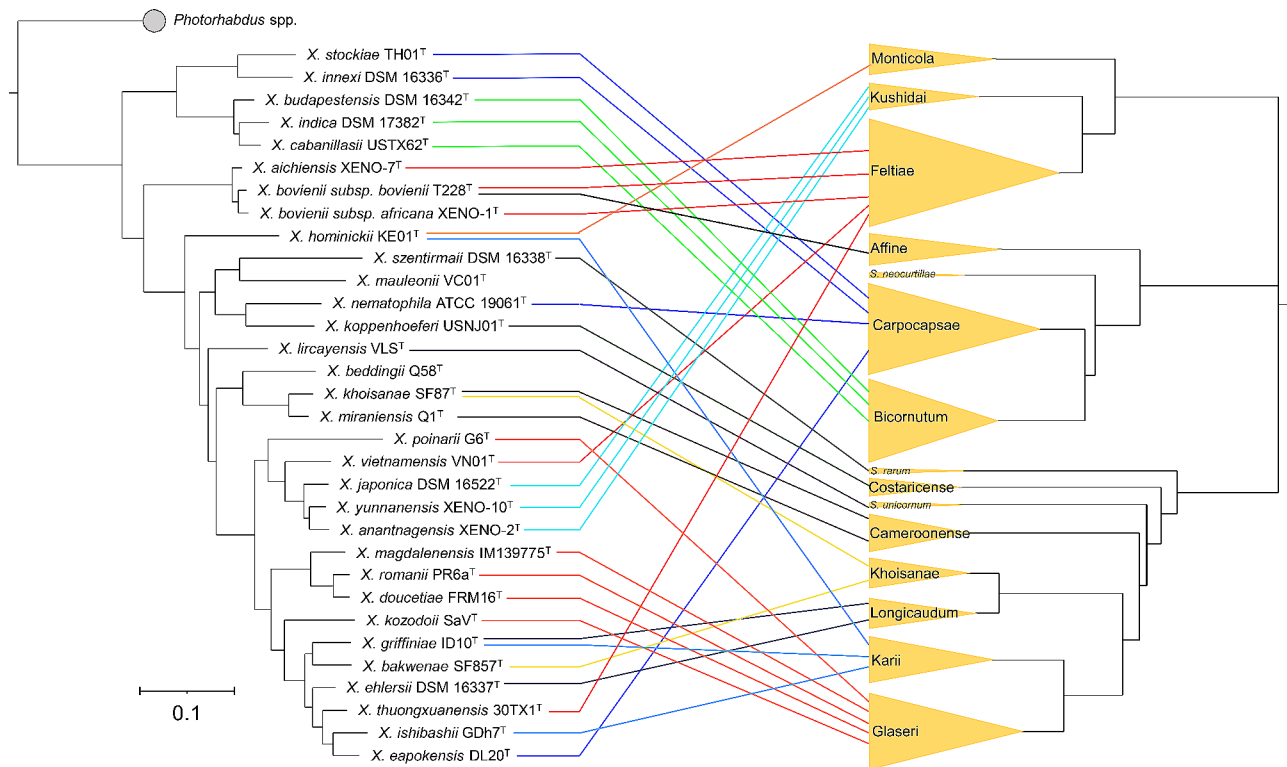 Photorhabdus spp.
X. stockiae TH01ᵀ
X. innexi DSM 16336ᵀ
X. budapestensis DSM 16342ᵀ
X. indica DSM 17382ᵀ
X. cabanillasii USTX62ᵀ
X. aichiensis XENO-7ᵀ
X. bovienii subsp. bovienii T228ᵀ
X. bovienii subsp. africana XENO-1ᵀ
X. hominickii KE01ᵀ
X. szentirmaii DSM 16338ᵀ
X. mauleonii VC01ᵀ
X. nematophila ATCC 19061ᵀ
X. koppenhoeferi USNJ01ᵀ
X. lircayensis VLSᵀ
X. beddingii Q58ᵀ
X. khoisanae SF87ᵀ
X. miraniensis Q1ᵀ
X. poinarii G6ᵀ
X. vietnamensis VN01ᵀ
X. japonica DSM 16522ᵀ
X. yunnanensis XENO-10ᵀ
X. anantnagensis XENO-2ᵀ
X. magdalenensis IM139775ᵀ
X. romanii PR6aᵀ
X. doucetiae FRM16ᵀ
X. kozodoii SaVᵀ
X. griffiniae ID10ᵀ
X. bakwenae SF857ᵀ
X. ehlersii DSM 16337ᵀ
X. thuongxuanensis 30TX1ᵀ
X. ishibashii GDh7ᵀ
X. eapokensis DL20ᵀ
0.1
Monticola
Kushidai
Feltiae
Affine
S. neocurtillae
Carpocapsae
Bicornutum
S. rarum
Costaricense
S. unicornum
Cameroonense
Khoisanae
Longicaudum
Karii
Glaseri